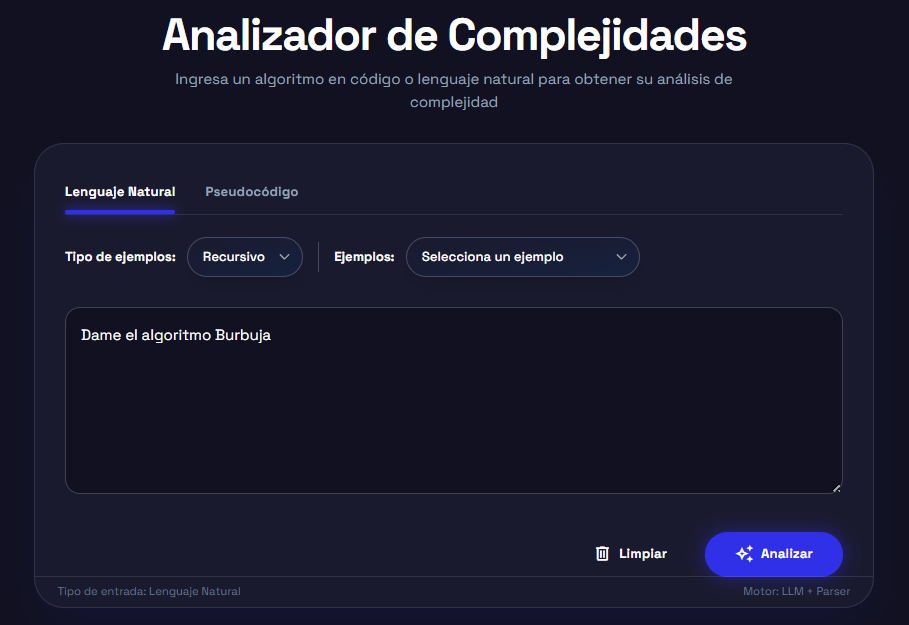 Analizador de Complejidades
Ingresa un algoritmo en código o lenguaje natural para obtener su análisis de
complejidad
Lenguaje Natural Pseudocódigo
Tipo de ejemplos: Recursivo Ejemplos: Selecciona un ejemplo
Dame el algoritmo Burbuja
Limpiar Analizar
Tipo de entrada: Lenguaje Natural Motor: LLM + Parser